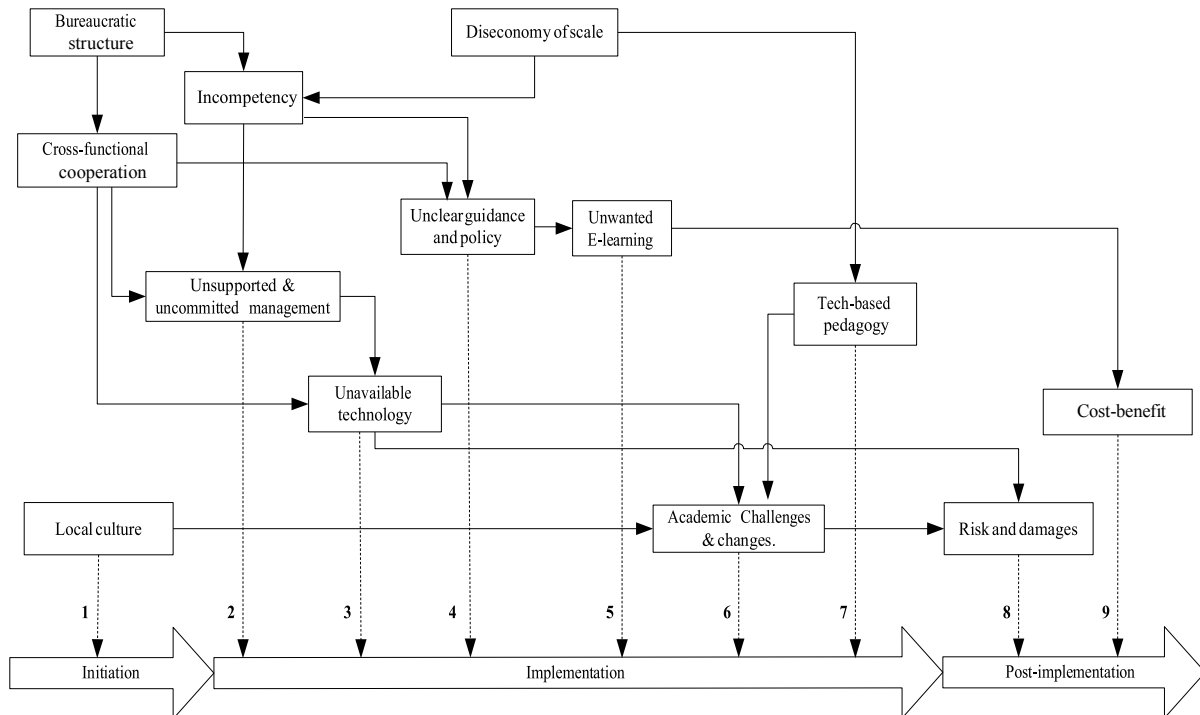 Bureaucratic
structure
Diseconomy of scale
Incompetency
Cross-functional
cooperation
Unclear guidance
and policy
Unwanted
E-learning
Unsupported &
uncommitted management
Tech-based
pedagogy
Unavailable
technology
Cost-benefit
Local culture
Academic Challenges
& changes.
Risk and damages
1
2
3
4
5
6
7
8
9
Initiation
Implementation
Post-implementation